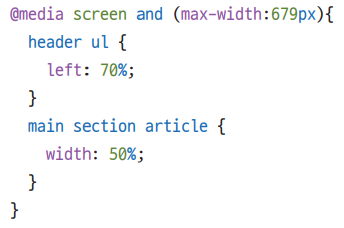 @media screen and (max-width:679px){
  header ul {
    left: 70%;
  }
  main section article {
    width: 50%;
  }
}